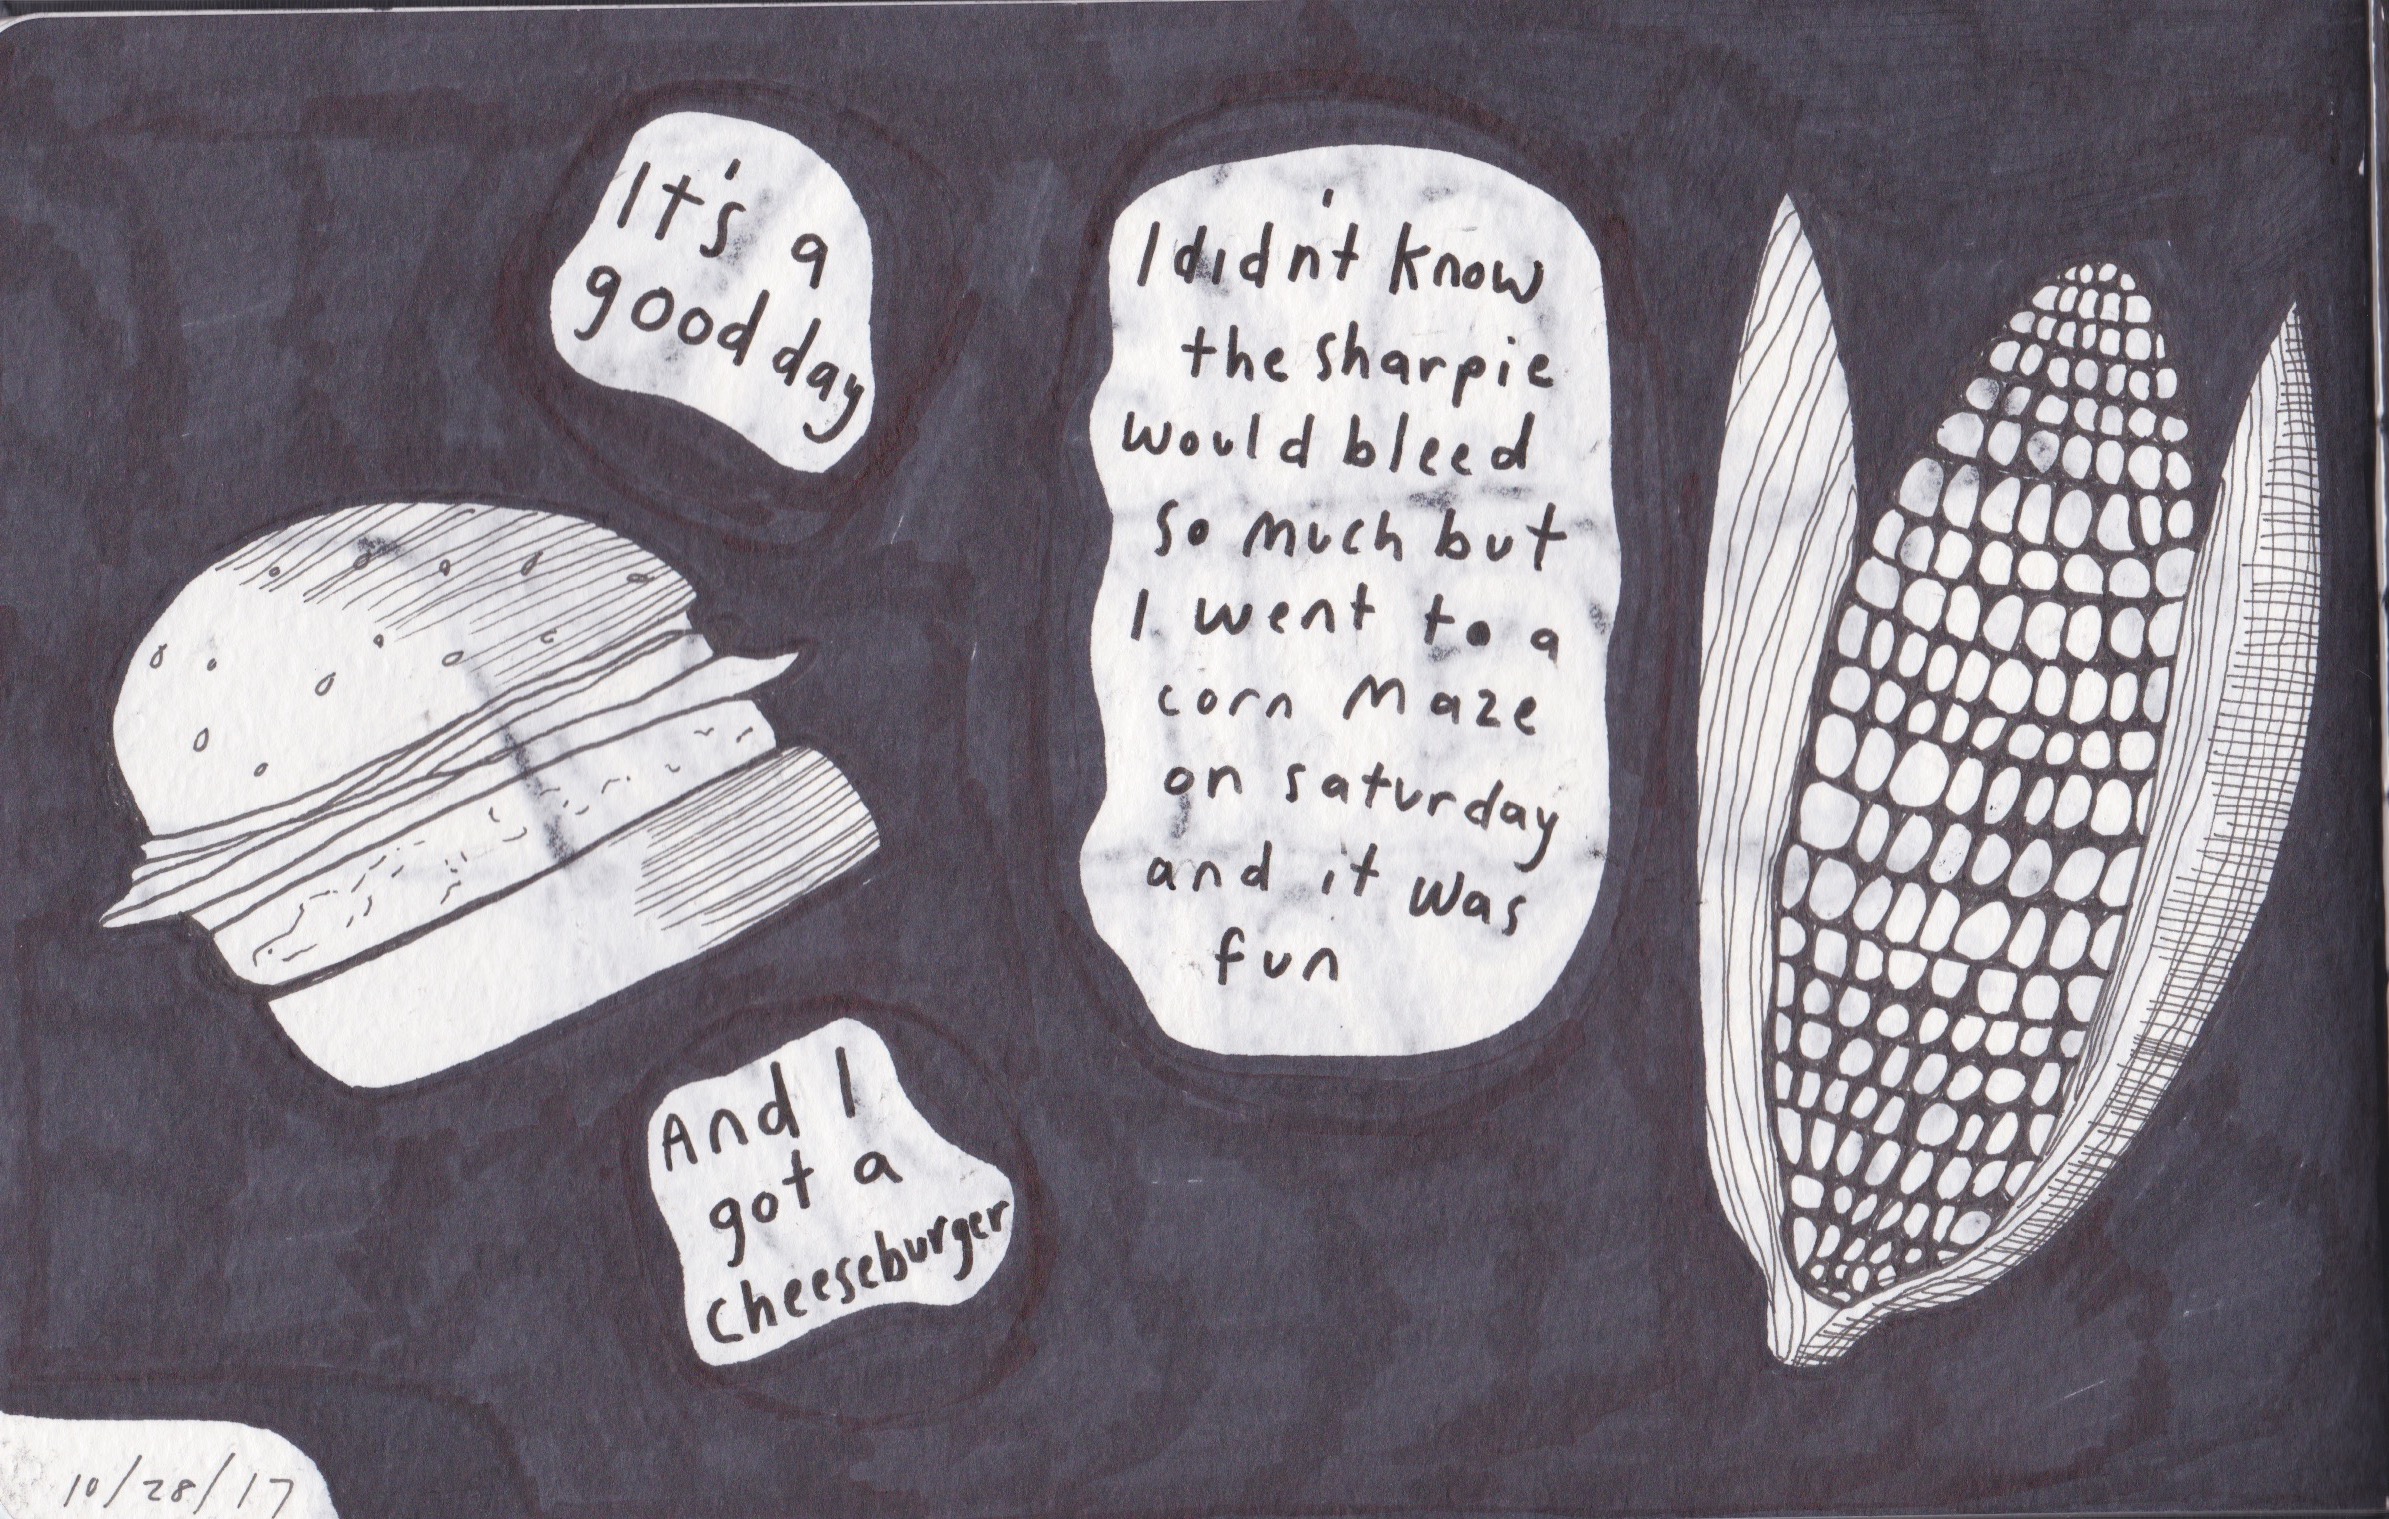 It's a
good day
I didn't know
the sharpie
would bleed
so much but
I went to a
corn maze
on saturday
and it was
fun
And I
got a
cheeseburger
10/28/17